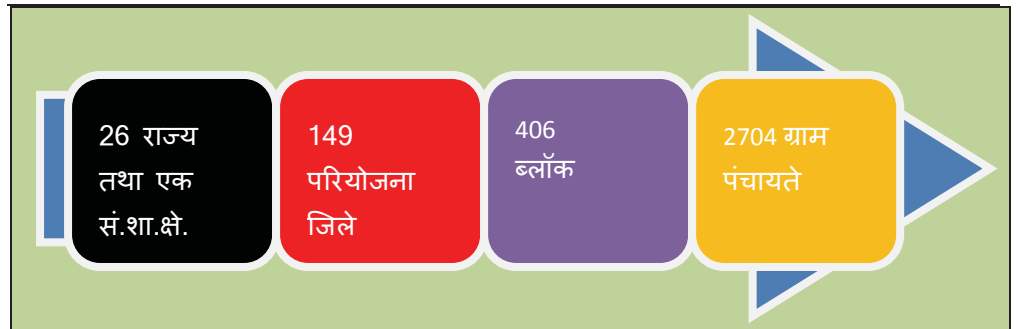 26 राज्य
तथा एक
सं.शा.क्षे.
149
परियोजना
जिले
406
ब्लॉक
2704 ग्राम
पंचायते